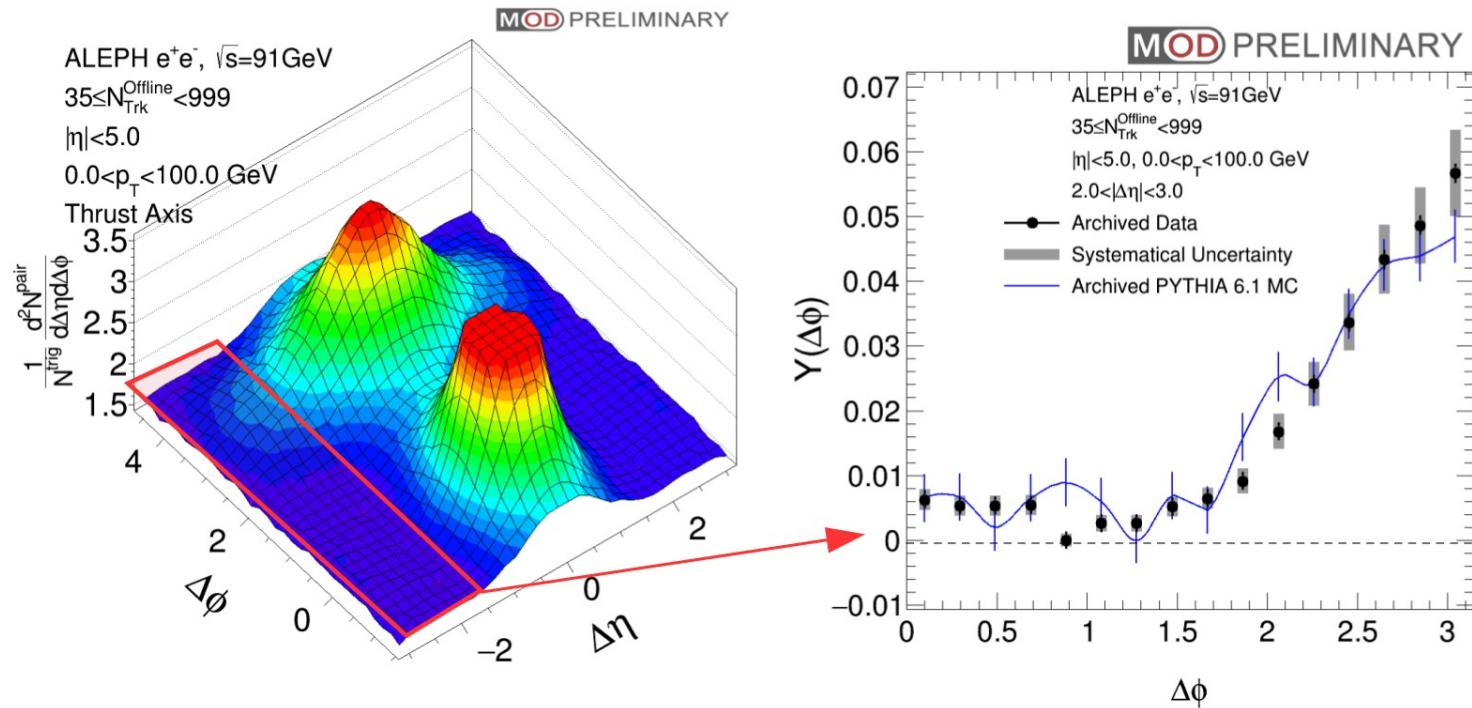 MOD PRELIMINARY
ALEPH e⁺e⁻, √s=91GeV
35≤N_Trk^Offline<999
|η|<5.0
0.0<p_T<100.0 GeV
Thrust Axis
3.5
3
2.5
2
1.5
1/N^trig d²N^pair/dΔηdΔφ
4
2
0
Δφ
−2
0
2
Δη
MOD PRELIMINARY
ALEPH e⁺e⁻, √s=91GeV
35≤N_Trk^Offline<999
|η|<5.0, 0.0<p_T<100.0 GeV
2.0<|Δη|<3.0
Archived Data
Systematical Uncertainty
Archived PYTHIA 6.1 MC
0.07
0.06
0.05
0.04
0.03
0.02
0.01
0
−0.01
Y(Δφ)
0 0.5 1 1.5 2 2.5 3
Δφ